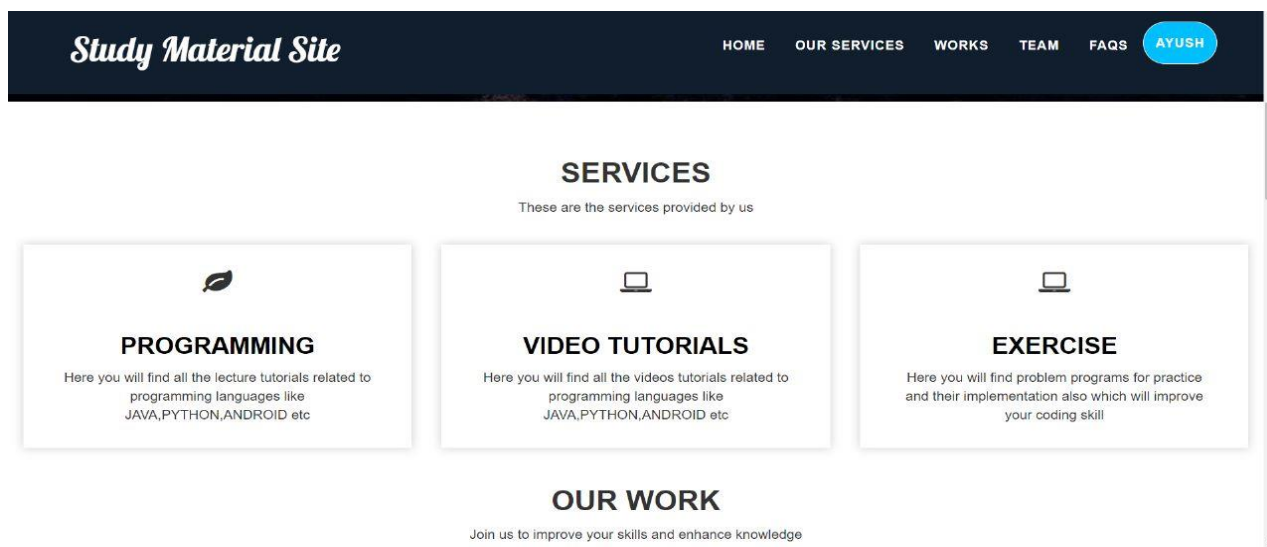 Study Material Site
HOME OUR SERVICES WORKS TEAM FAQS AYUSH
SERVICES
These are the services provided by us
PROGRAMMING
Here you will find all the lecture tutorials related to
programming languages like
JAVA,PYTHON,ANDROID etc
VIDEO TUTORIALS
Here you will find all the videos tutorials related to
programming languages like
JAVA,PYTHON,ANDROID etc
EXERCISE
Here you will find problem programs for practice
and their implementation also which will improve
your coding skill
OUR WORK
Join us to improve your skills and enhance knowledge